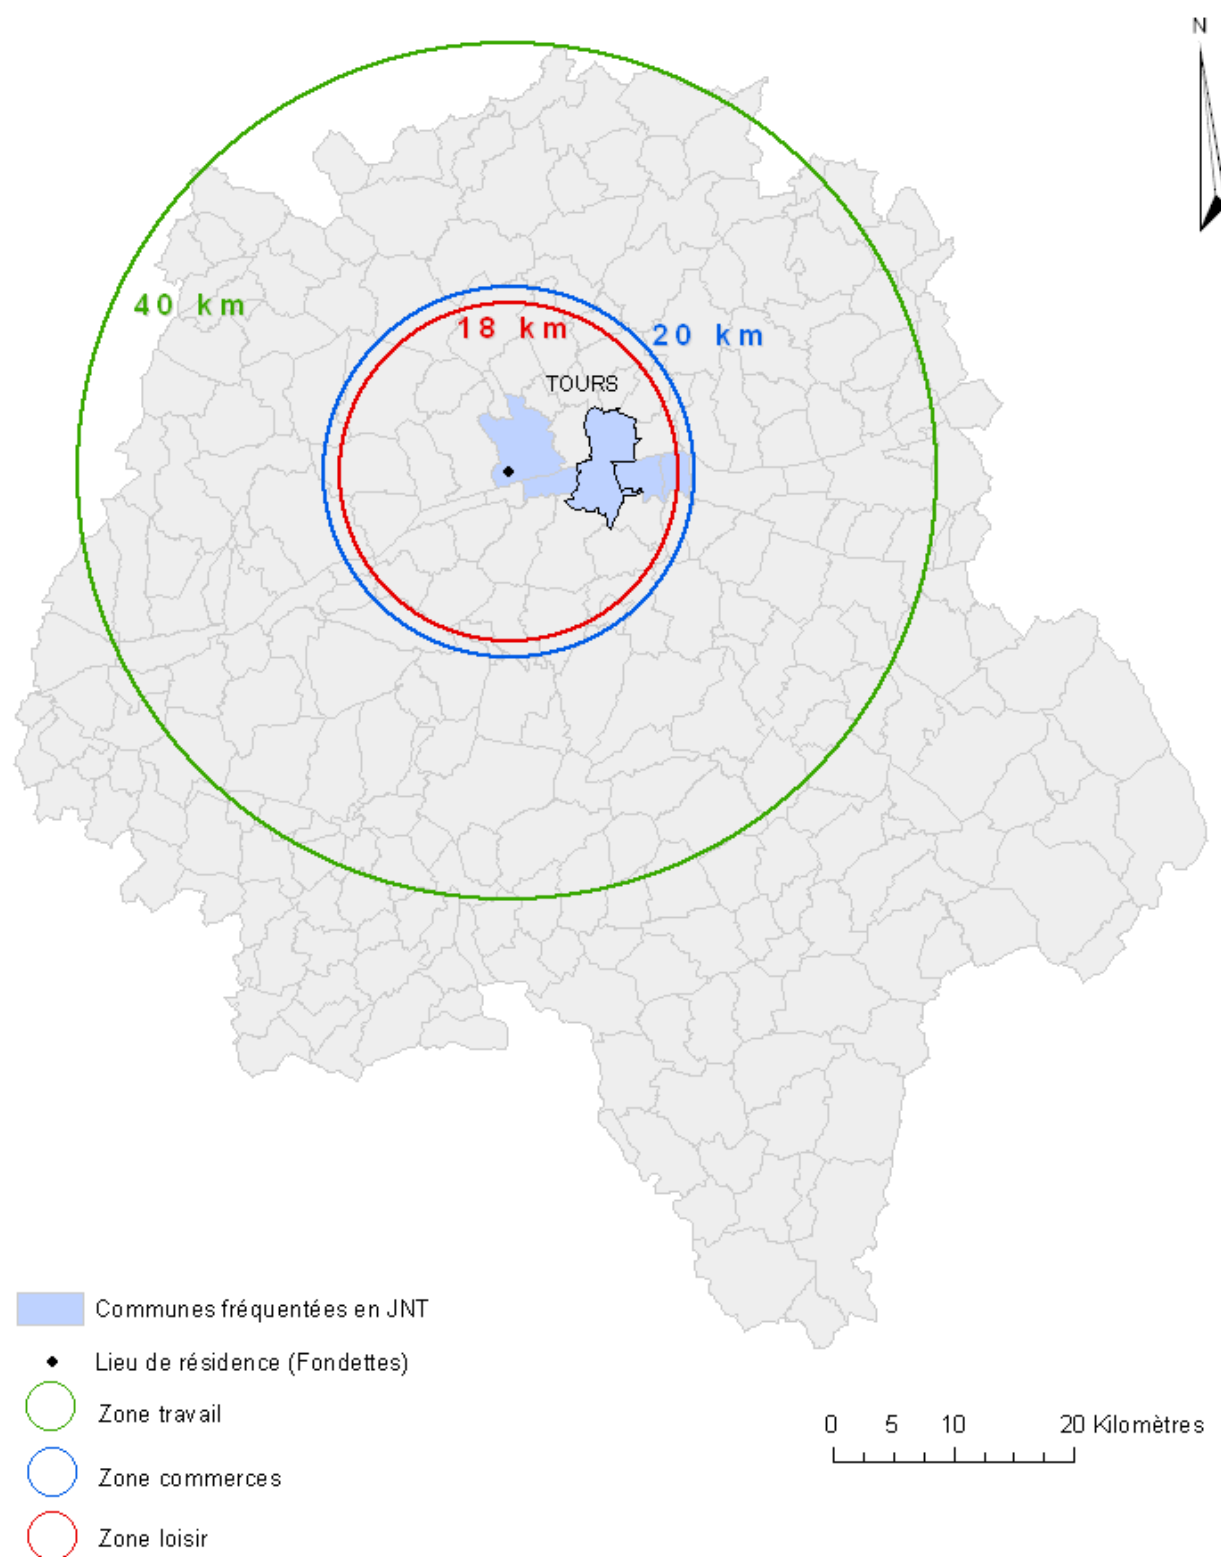 N
40 km
18 km
20 km
TOURS
Communes fréquentées en JNT
Lieu de résidence (Fondettes)
Zone travail
Zone commerces
Zone loisir
0 5 10 20 Kilomètres